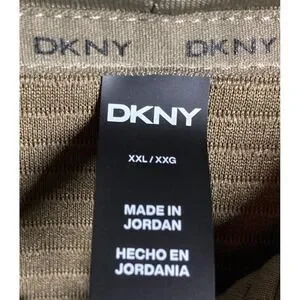 DKNY DKNY
DKNY
XXL / XXG
MADE IN
JORDAN
HECHO EN
JORDANIA